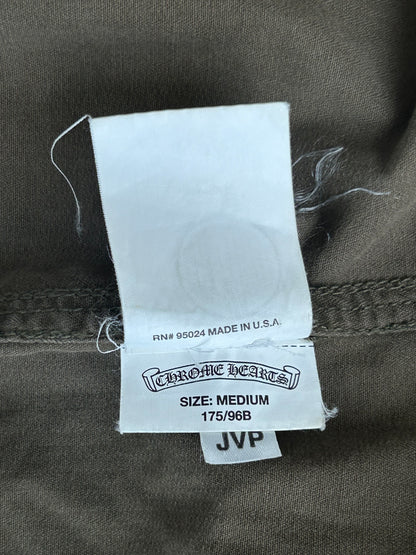 RN# 95024 MADE IN U.S.A.
CHROME HEARTS
SIZE: MEDIUM
175/96B
JVP